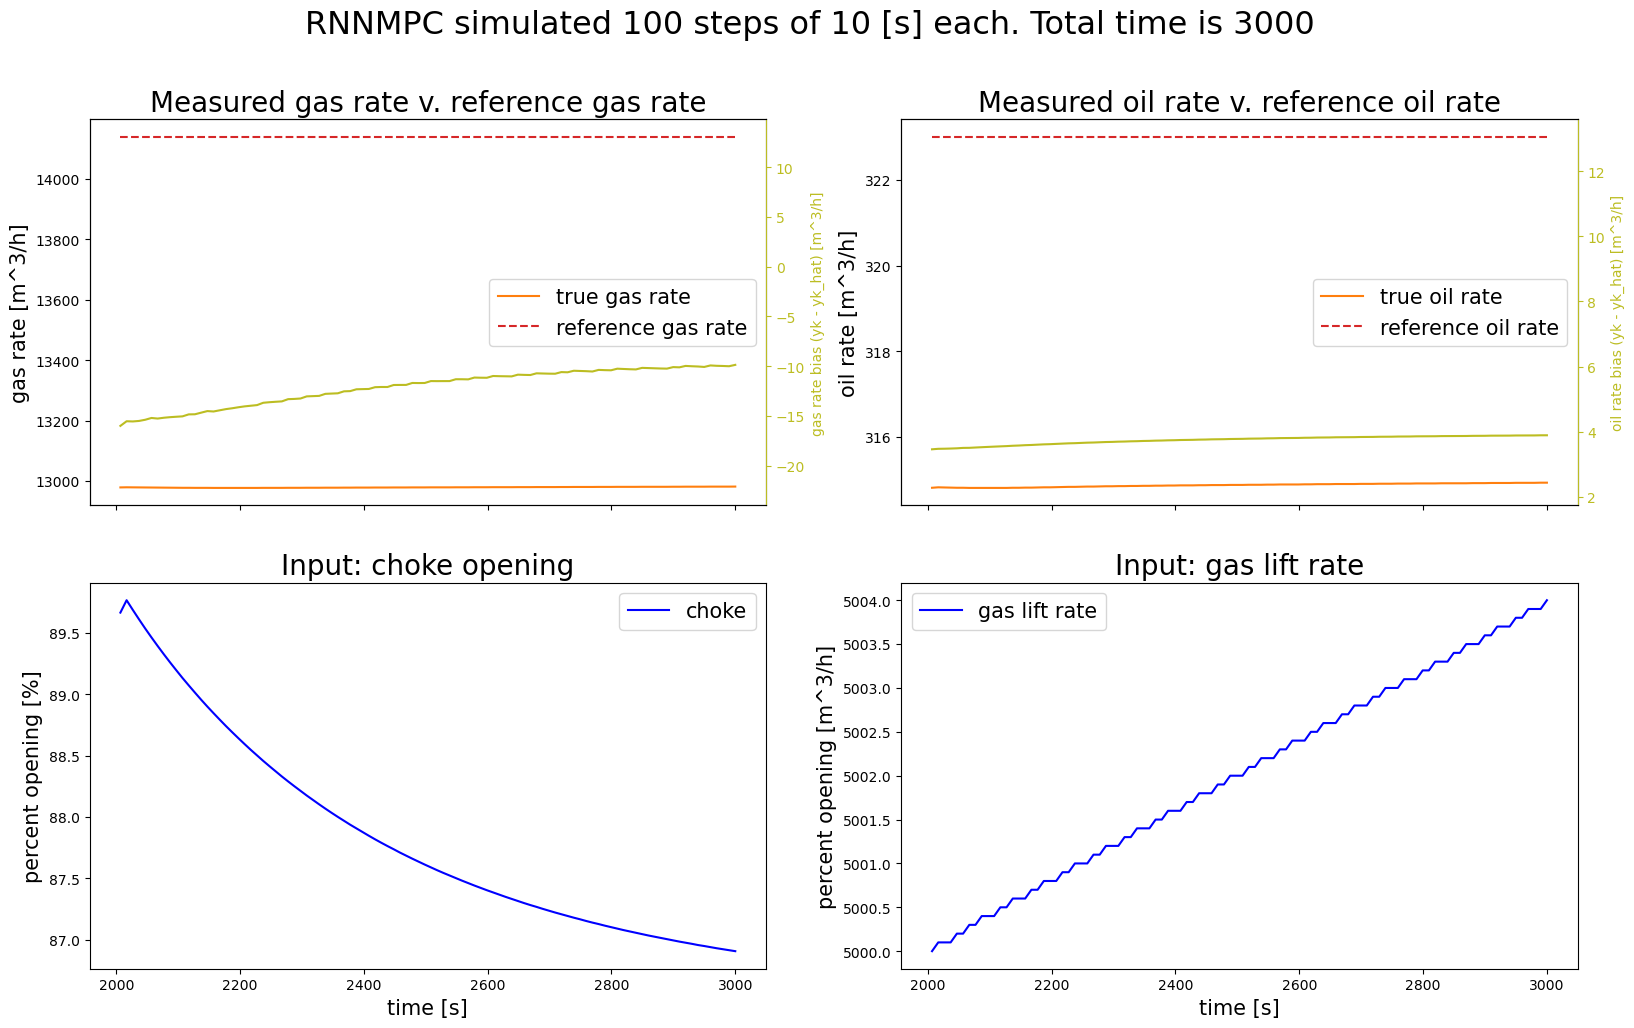 RNNMPC simulated 100 steps of 10 [s] each. Total time is 3000
Measured gas rate v. reference gas rate
gas rate [m^3/h]
14000
13800
13600
13400
13200
13000
true gas rate
reference gas rate
10
5
0
−5
−10
−15
−20
gas rate bias (yk - yk_hat) [m^3/h]
Measured oil rate v. reference oil rate
oil rate [m^3/h]
322
320
318
316
true oil rate
reference oil rate
12
10
8
6
4
2
oil rate bias (yk - yk_hat) [m^3/h]
Input: choke opening
percent opening [%]
89.5
89.0
88.5
88.0
87.5
87.0
choke
2000 2200 2400 2600 2800 3000
time [s]
Input: gas lift rate
percent opening [m^3/h]
5004.0
5003.5
5003.0
5002.5
5002.0
5001.5
5001.0
5000.5
5000.0
gas lift rate
2000 2200 2400 2600 2800 3000
time [s]